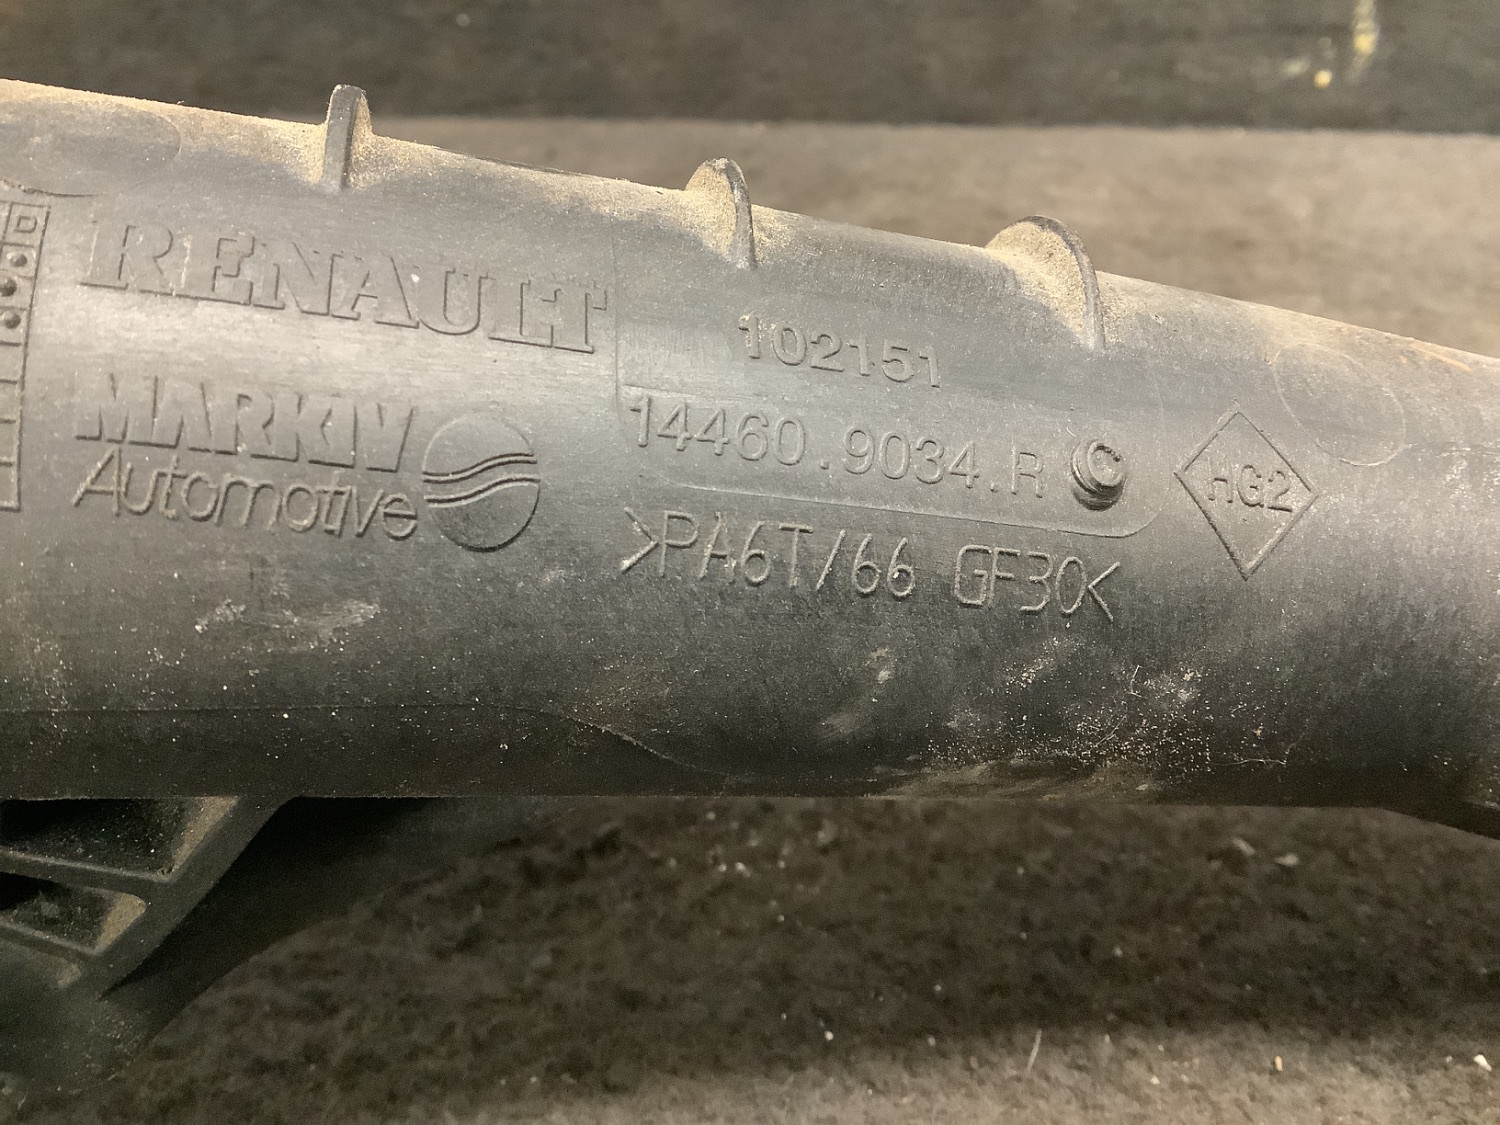 RENAULT
MARKIV
Automotive
102151
14460.9034.R C
>PA6T/66 GF30<
HG2